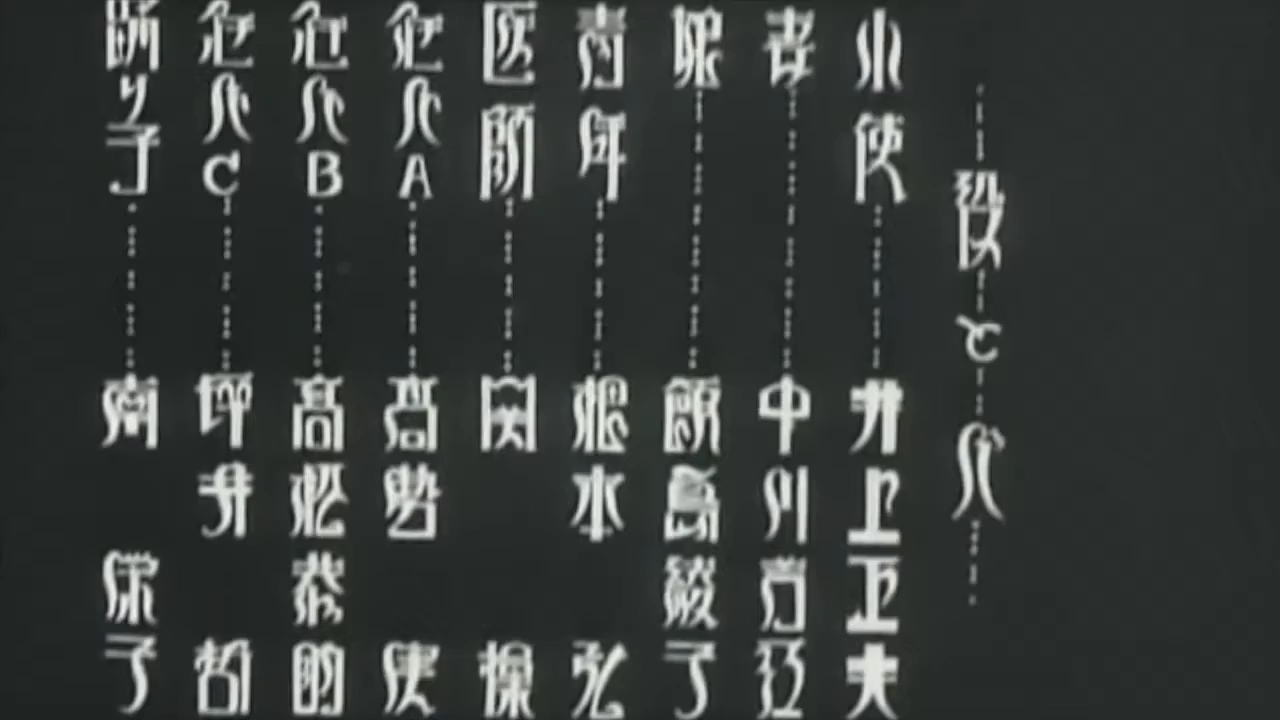 役と人
小使 井上正夫
妻 中川芳江
娘 飯島綾子
青年 根本弘
医師 関操
狂人A 高勢実
狂人B 高松恭助
狂人C 坪井哲
踊り子 南栄子